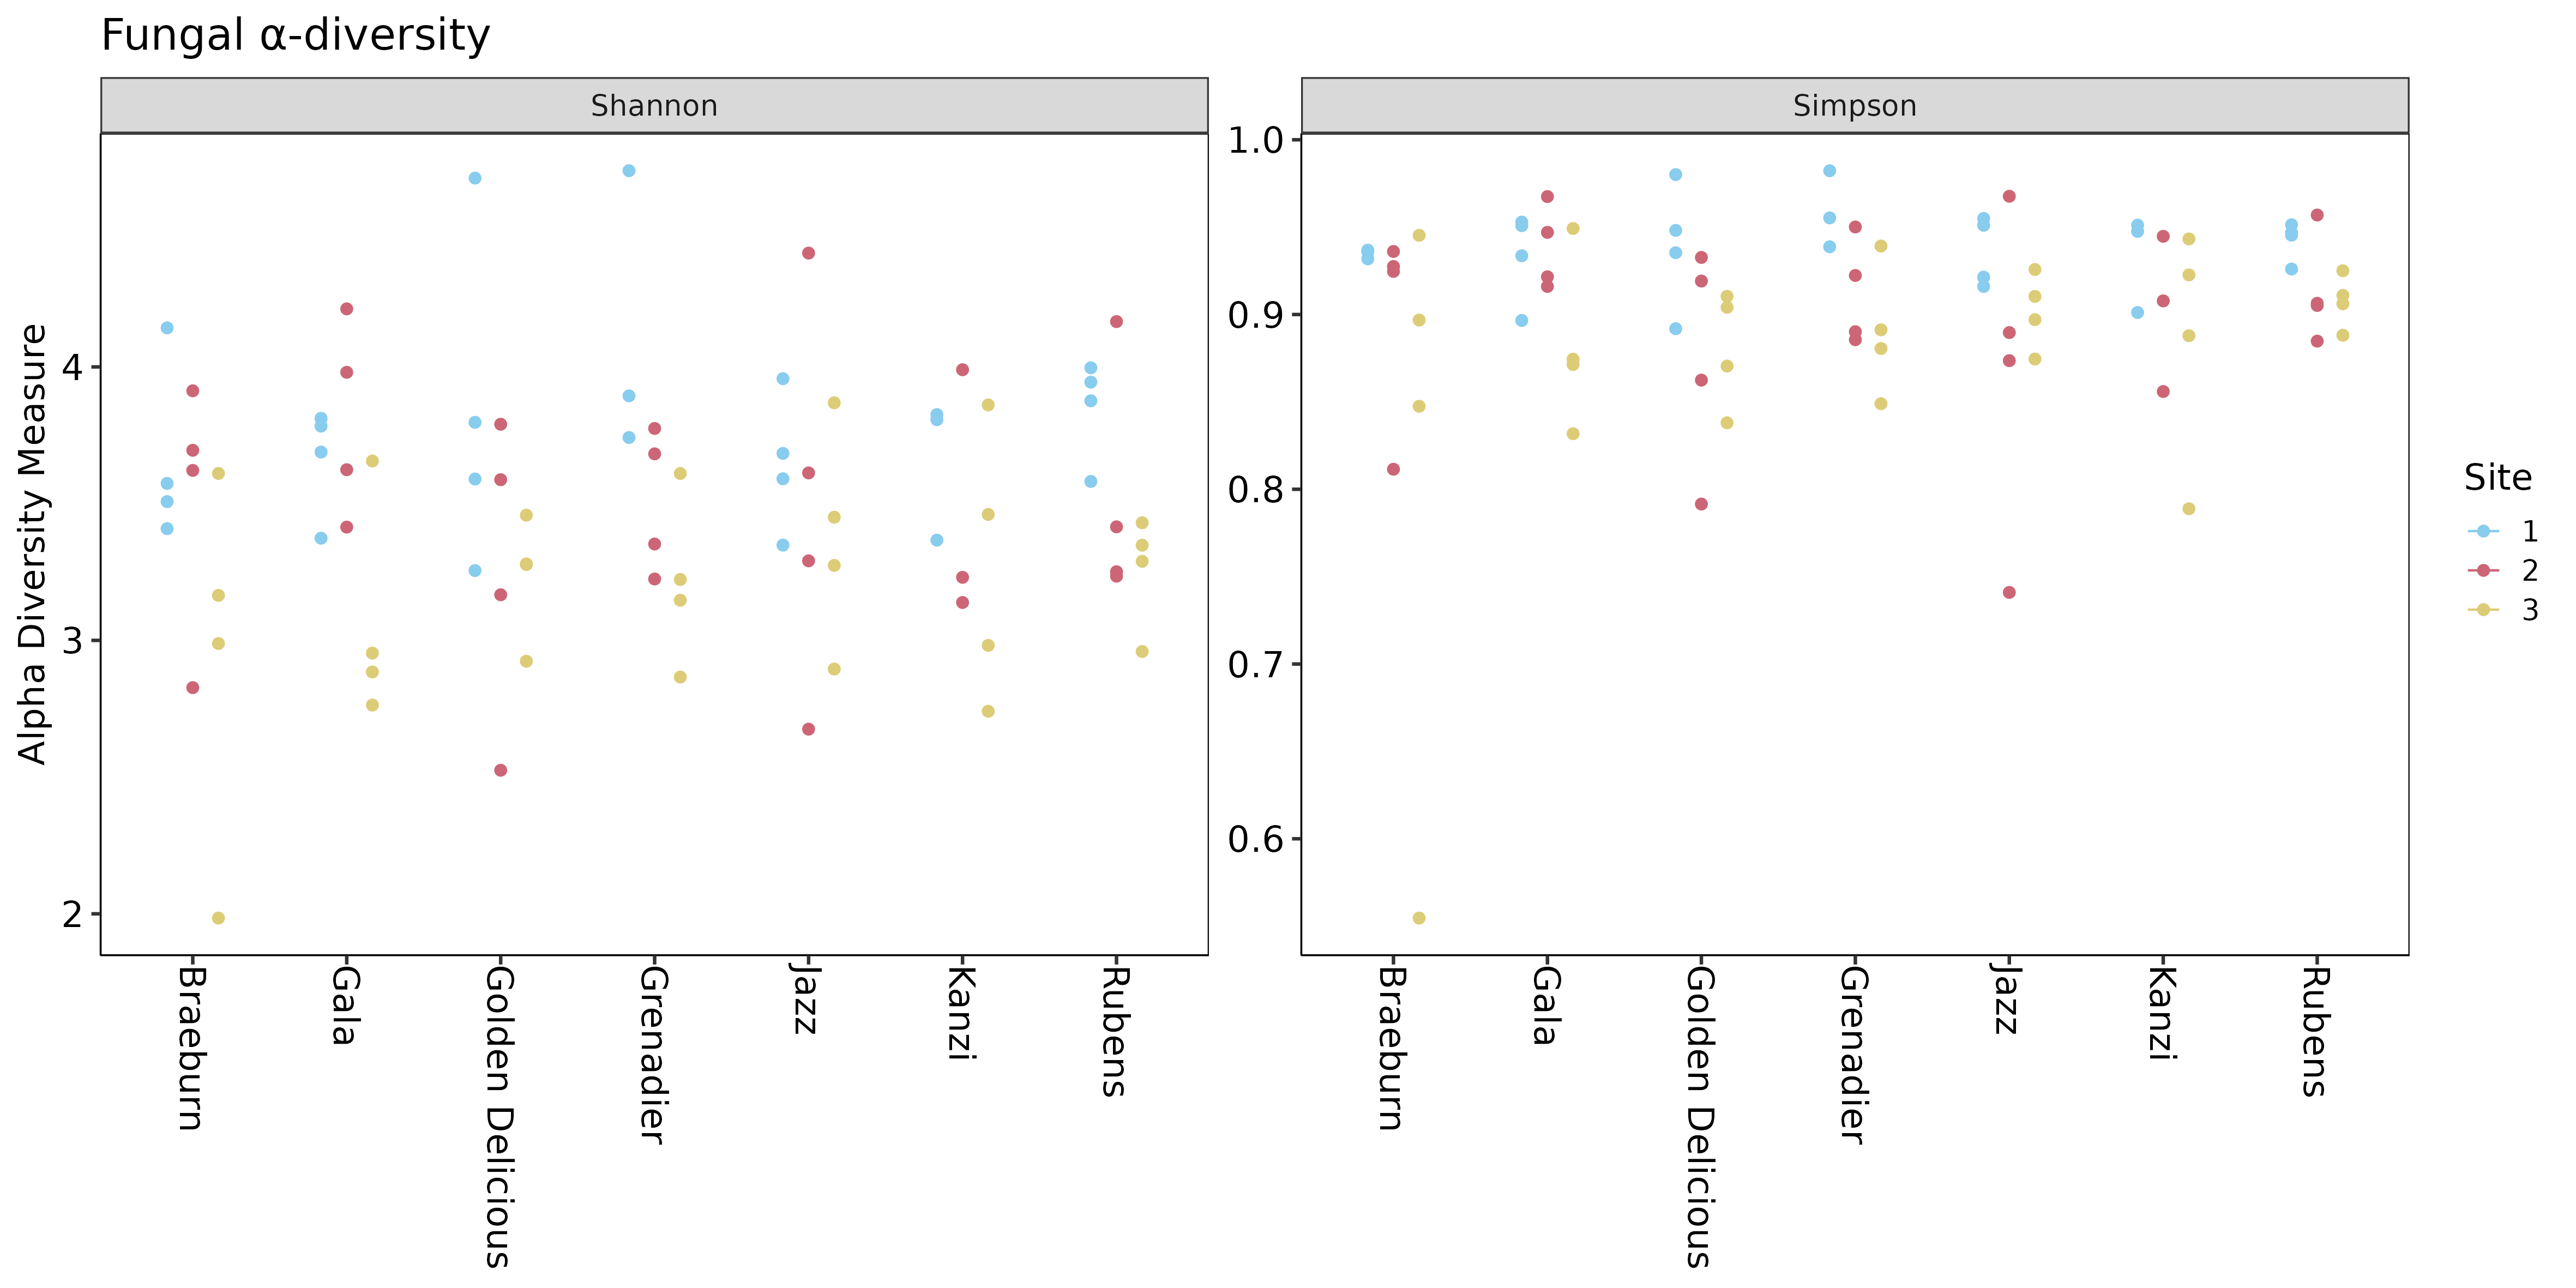 Fungal α-diversity
Shannon
Simpson
Alpha Diversity Measure
4
3
2
1.0
0.9
0.8
0.7
0.6
Braeburn
Gala
Golden Delicious
Grenadier
Jazz
Kanzi
Rubens
Braeburn
Gala
Golden Delicious
Grenadier
Jazz
Kanzi
Rubens
Site
1
2
3